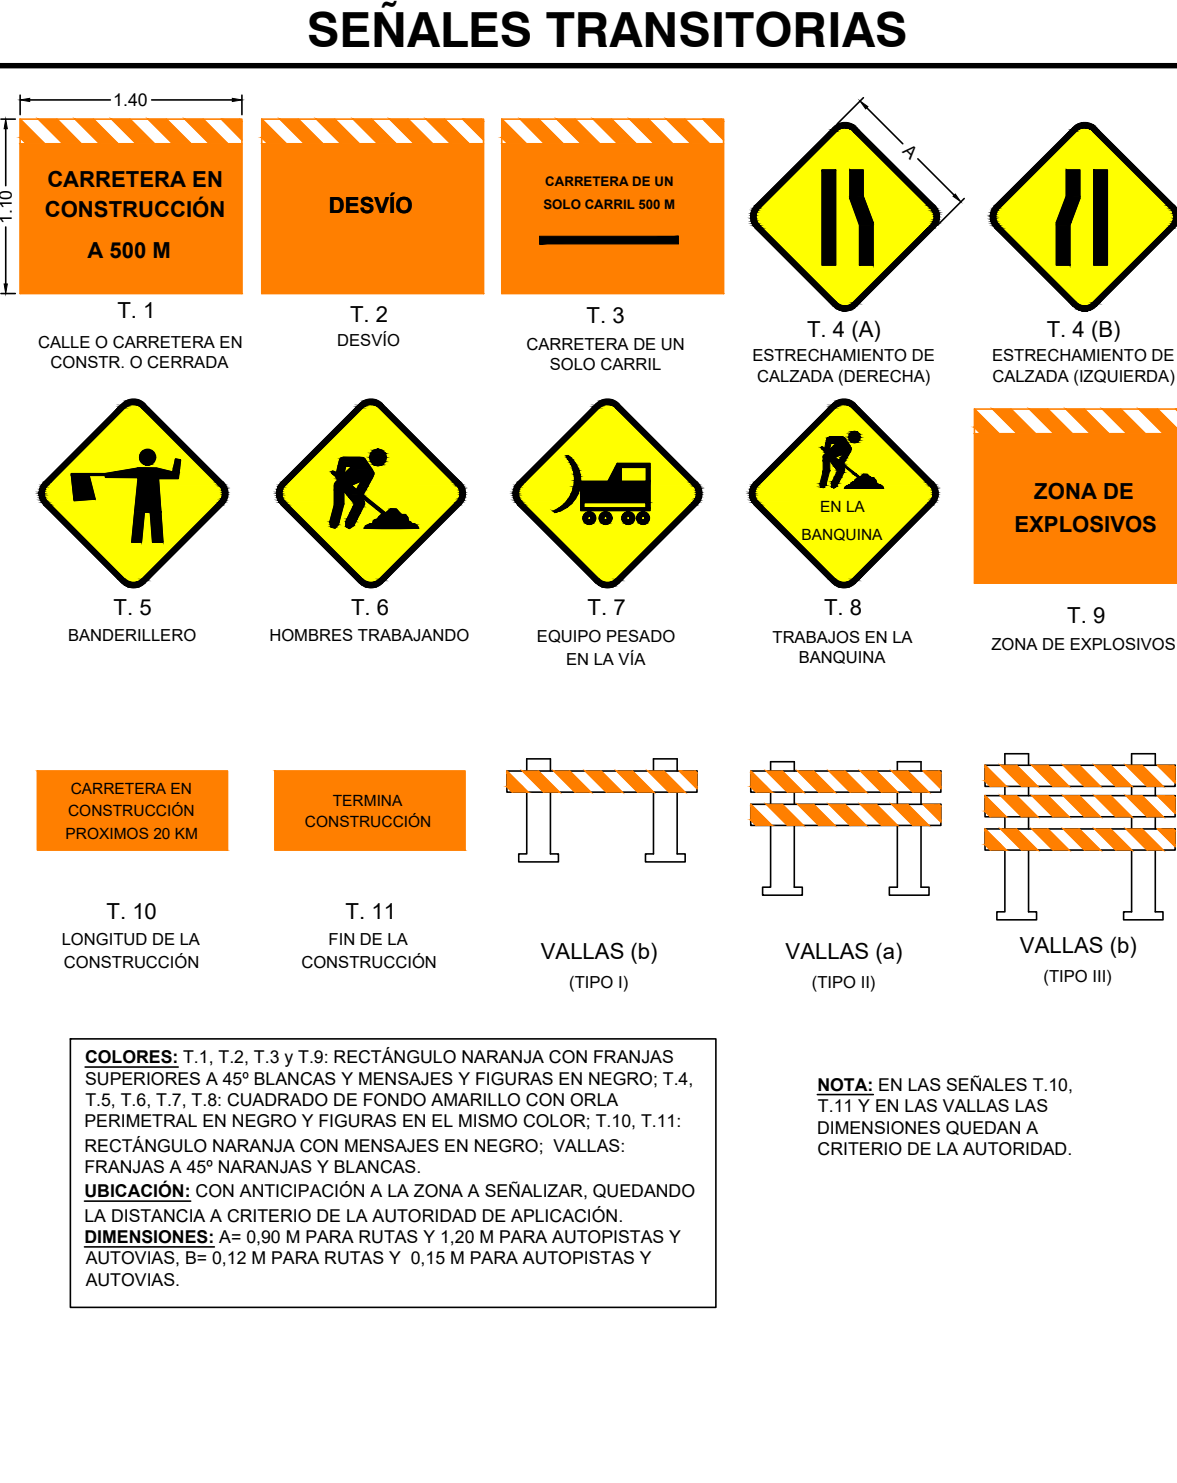 SEÑALES TRANSITORIAS
1.40
1.10
CARRETERA EN
CONSTRUCCIÓN
A 500 M
T. 1
CALLE O CARRETERA EN
CONSTR. O CERRADA
DESVÍO
T. 2
DESVÍO
CARRETERA DE UN
SOLO CARRIL 500 M
T. 3
CARRETERA DE UN
SOLO CARRIL
A
T. 4 (A)
ESTRECHAMIENTO DE
CALZADA (DERECHA)
T. 4 (B)
ESTRECHAMIENTO DE
CALZADA (IZQUIERDA)
T. 5
BANDERILLERO
T. 6
HOMBRES TRABAJANDO
T. 7
EQUIPO PESADO
EN LA VÍA
EN LA
BANQUINA
T. 8
TRABAJOS EN LA
BANQUINA
ZONA DE
EXPLOSIVOS
T. 9
ZONA DE EXPLOSIVOS
CARRETERA EN
CONSTRUCCIÓN
PROXIMOS 20 KM
T. 10
LONGITUD DE LA
CONSTRUCCIÓN
TERMINA
CONSTRUCCIÓN
T. 11
FIN DE LA
CONSTRUCCIÓN
VALLAS (b)
(TIPO I)
VALLAS (a)
(TIPO II)
VALLAS (b)
(TIPO III)
COLORES: T.1, T.2, T.3 y T.9: RECTÁNGULO NARANJA CON FRANJAS
SUPERIORES A 45º BLANCAS Y MENSAJES Y FIGURAS EN NEGRO; T.4,
T.5, T.6, T.7, T.8: CUADRADO DE FONDO AMARILLO CON ORLA
PERIMETRAL EN NEGRO Y FIGURAS EN EL MISMO COLOR; T.10, T.11:
RECTÁNGULO NARANJA CON MENSAJES EN NEGRO; VALLAS:
FRANJAS A 45º NARANJAS Y BLANCAS.
UBICACIÓN: CON ANTICIPACIÓN A LA ZONA A SEÑALIZAR, QUEDANDO
LA DISTANCIA A CRITERIO DE LA AUTORIDAD DE APLICACIÓN.
DIMENSIONES: A= 0,90 M PARA RUTAS Y 1,20 M PARA AUTOPISTAS Y
AUTOVIAS, B= 0,12 M PARA RUTAS Y 0,15 M PARA AUTOPISTAS Y
AUTOVIAS.
NOTA: EN LAS SEÑALES T.10,
T.11 Y EN LAS VALLAS LAS
DIMENSIONES QUEDAN A
CRITERIO DE LA AUTORIDAD.